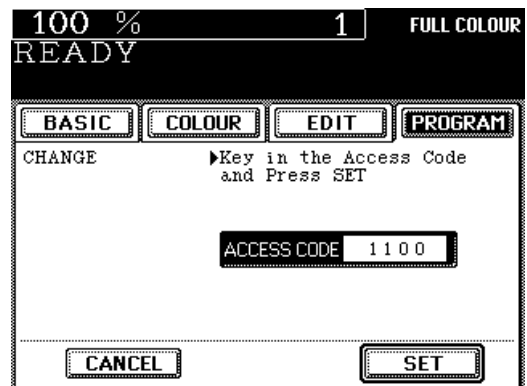 100 % 1 FULL COLOUR
READY
BASIC COLOUR EDIT PROGRAM
CHANGE ▶Key in the Access Code
and Press SET
ACCESS CODE 1100
CANCEL SET